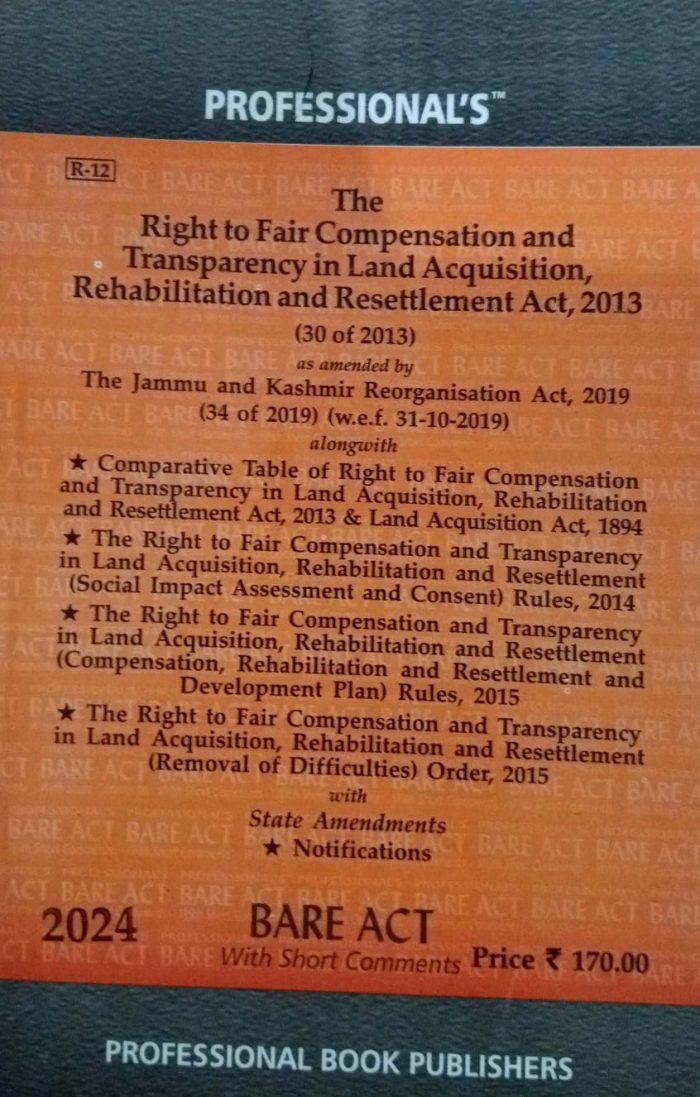 PROFESSIONAL'S™
R-12
The
Right to Fair Compensation and
Transparency in Land Acquisition,
Rehabilitation and Resettlement Act, 2013
(30 of 2013)
as amended by
The Jammu and Kashmir Reorganisation Act, 2019
(34 of 2019) (w.e.f. 31-10-2019)
alongwith
★ Comparative Table of Right to Fair Compensation
and Transparency in Land Acquisition, Rehabilitation
and Resettlement Act, 2013 & Land Acquisition Act, 1894
★ The Right to Fair Compensation and Transparency
in Land Acquisition, Rehabilitation and Resettlement
(Social Impact Assessment and Consent) Rules, 2014
★ The Right to Fair Compensation and Transparency
in Land Acquisition, Rehabilitation and Resettlement
(Compensation, Rehabilitation and Resettlement and
Development Plan) Rules, 2015
★ The Right to Fair Compensation and Transparency
in Land Acquisition, Rehabilitation and Resettlement
(Removal of Difficulties) Order, 2015
with
State Amendments
★ Notifications
2024 BARE ACT
With Short Comments Price ₹ 170.00
PROFESSIONAL BOOK PUBLISHERS